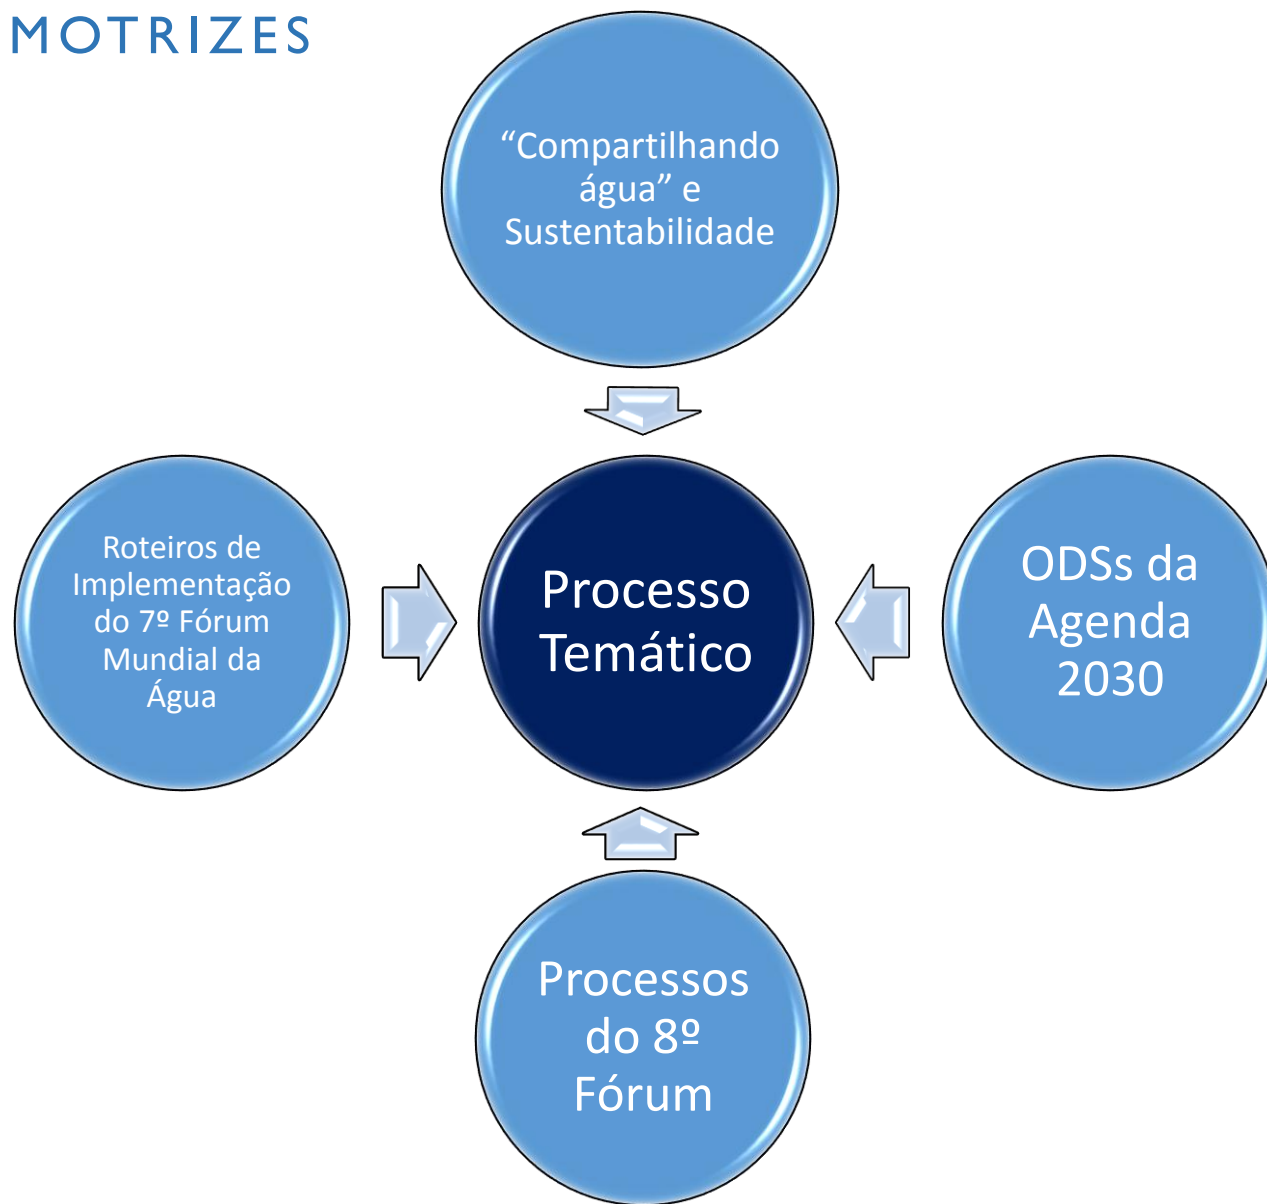 MOTRIZES
“Compartilhando
água” e
Sustentabilidade
Roteiros de
Implementação
do 7º Fórum
Mundial da
Água
Processo
Temático
ODSs da
Agenda
2030
Processos
do 8º
Fórum